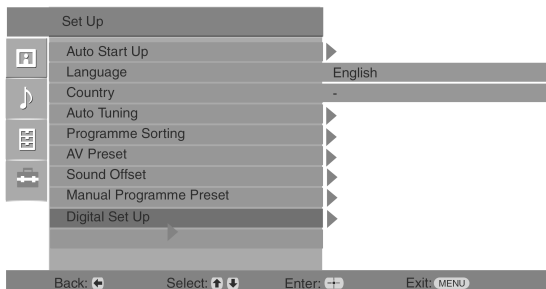 Set Up
Auto Start Up
Language English
Country -
Auto Tuning
Programme Sorting
AV Preset
Sound Offset
Manual Programme Preset
Digital Set Up
Back: Select: Enter: Exit: MENU